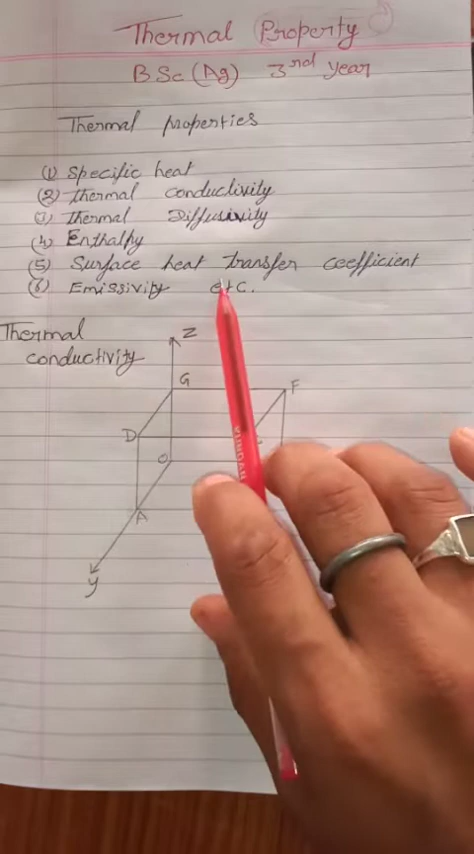 Thermal Property
BSc (Ag) 3rd year
Thermal properties
(1) Specific heat
(2) Thermal conductivity
(3) Thermal Diffusivity
(4) Enthalpy
(5) Surface heat transfer coefficient
(6) Emissivity etc.
Thermal
conductivity
Z
G
F
D
O
A
y